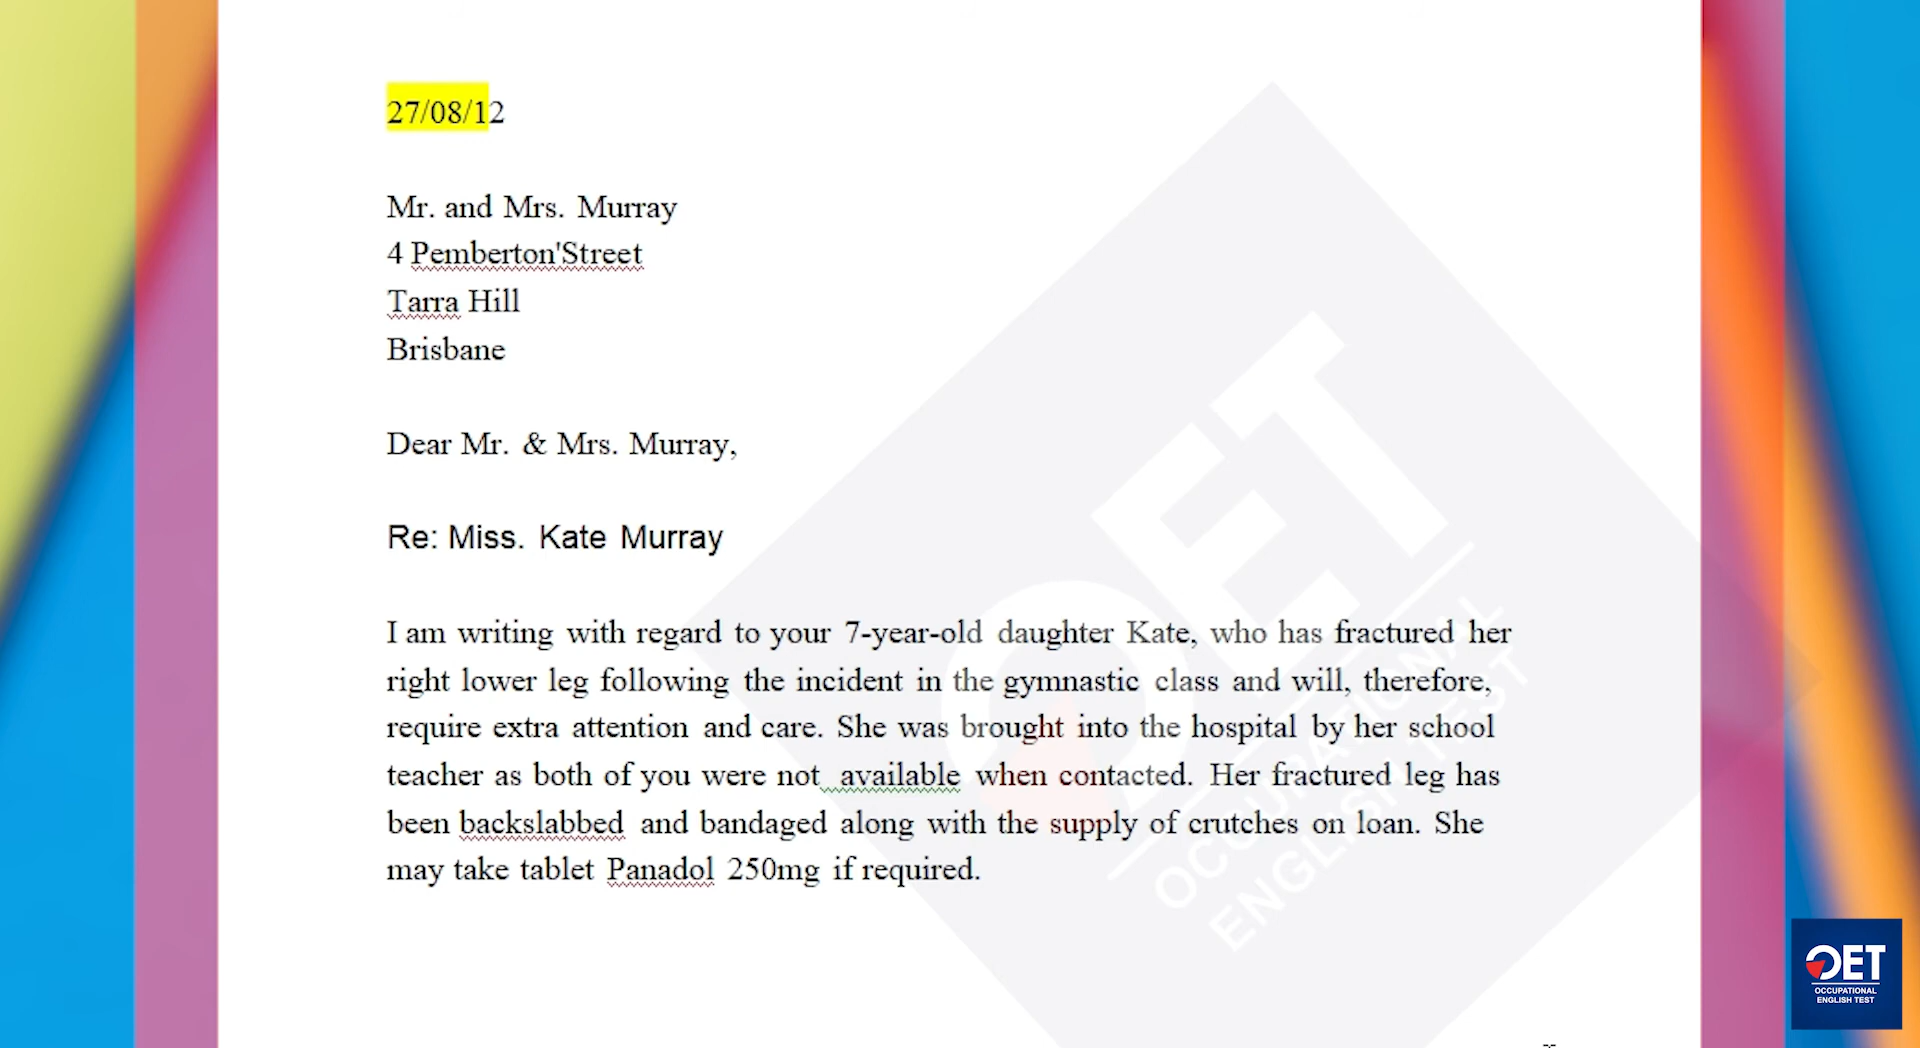 27/08/12
Mr. and Mrs. Murray
4 Pemberton'Street
Tarra Hill
Brisbane
Dear Mr. & Mrs. Murray,
Re: Miss. Kate Murray
I am writing with regard to your 7-year-old daughter Kate, who has fractured her
right lower leg following the incident in the gymnastic class and will, therefore,
require extra attention and care. She was brought into the hospital by her school
teacher as both of you were not available when contacted. Her fractured leg has
been backslabbed and bandaged along with the supply of crutches on loan. She
may take tablet Panadol 250mg if required.
OET
OCCUPATIONAL
ENGLISH TEST
OET
OCCUPATIONAL
ENGLISH TEST